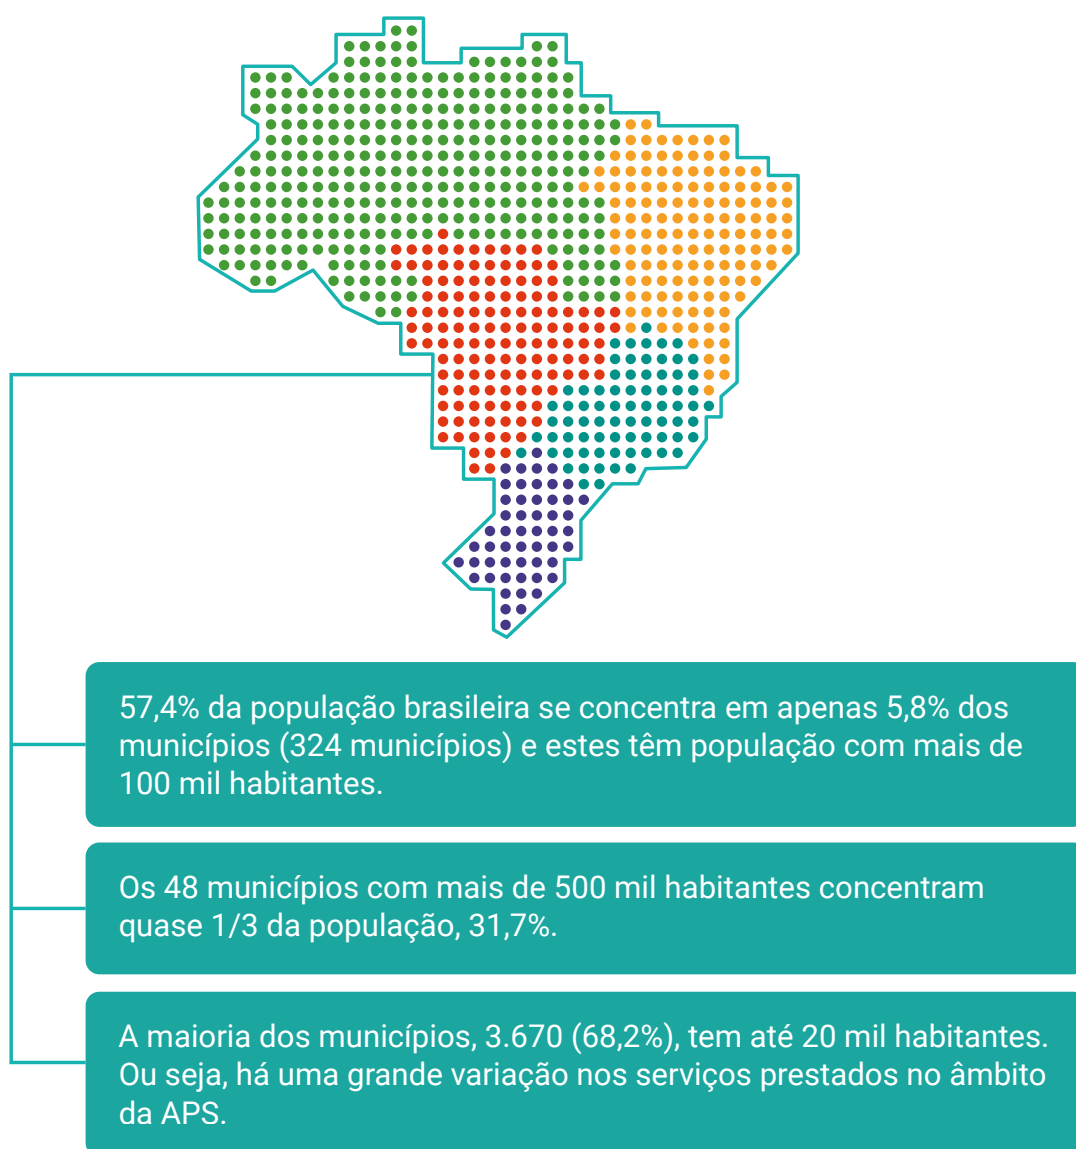 57,4% da população brasileira se concentra em apenas 5,8% dos
municípios (324 municípios) e estes têm população com mais de
100 mil habitantes.
Os 48 municípios com mais de 500 mil habitantes concentram
quase 1/3 da população, 31,7%.
A maioria dos municípios, 3.670 (68,2%), tem até 20 mil habitantes.
Ou seja, há uma grande variação nos serviços prestados no âmbito
da APS.